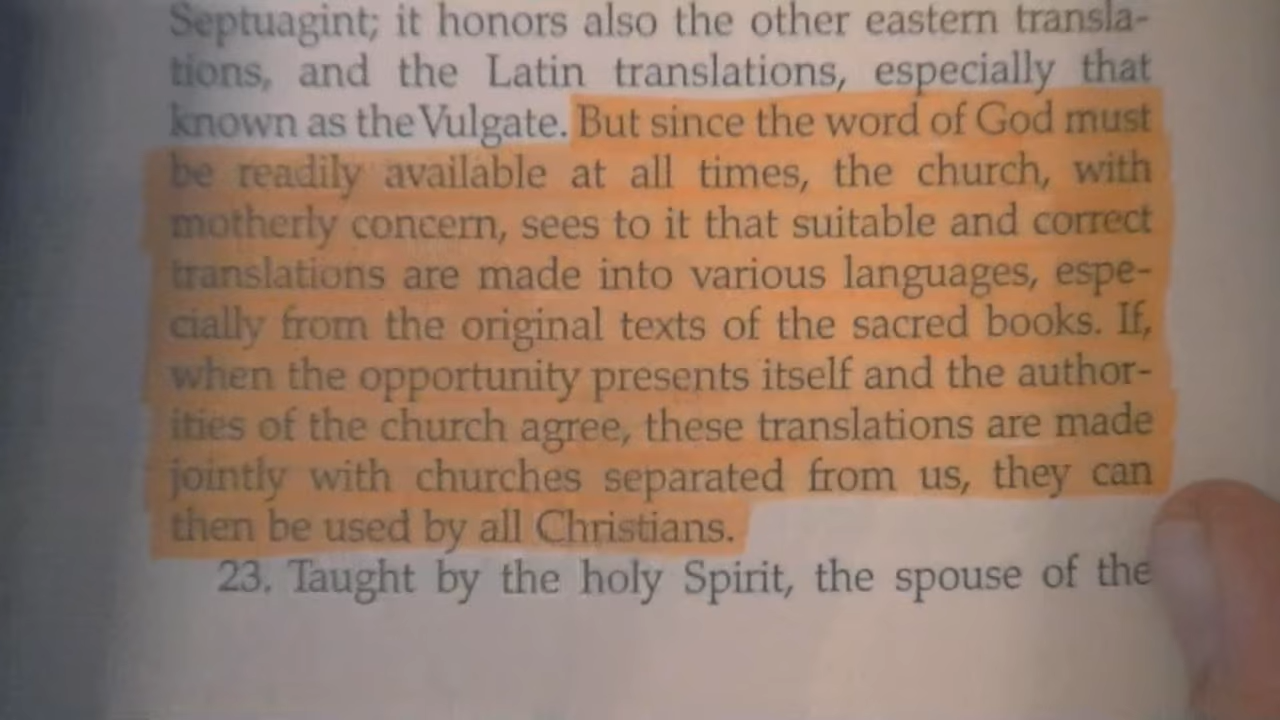 Septuagint; it honors also the other eastern transla-
tions, and the Latin translations, especially that
known as the Vulgate. But since the word of God must
be readily available at all times, the church, with
motherly concern, sees to it that suitable and correct
translations are made into various languages, espe-
cially from the original texts of the sacred books. If,
when the opportunity presents itself and the author-
ities of the church agree, these translations are made
jointly with churches separated from us, they can
then be used by all Christians.
23. Taught by the holy Spirit, the spouse of the